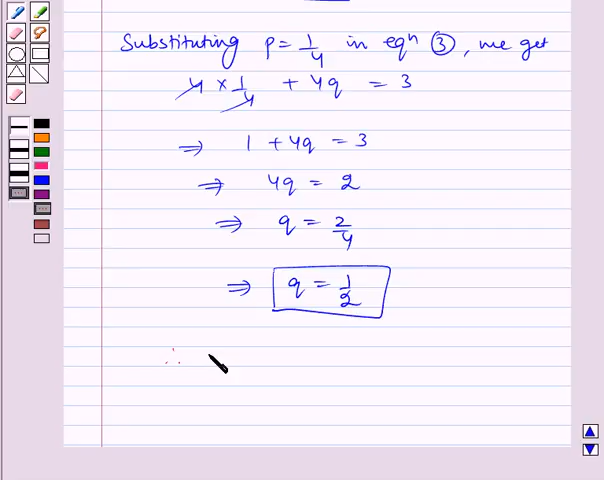 Substituting p = 1/4 in eqⁿ ③, we get
4 × 1/4 + 4q = 3
⇒ 1 + 4q = 3
⇒ 4q = 2
⇒ q = 2/4
⇒ q = 1/2
∴